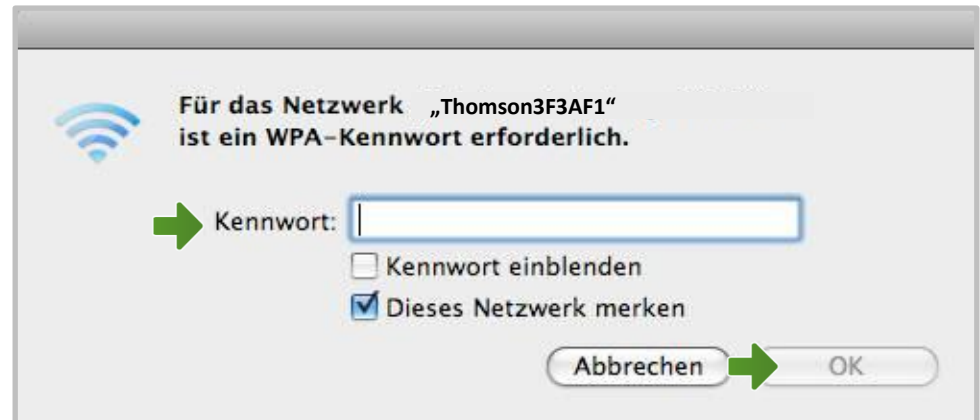 Für das Netzwerk „Thomson3F3AF1“
ist ein WPA-Kennwort erforderlich.
Kennwort:
Kennwort einblenden
Dieses Netzwerk merken
Abbrechen OK